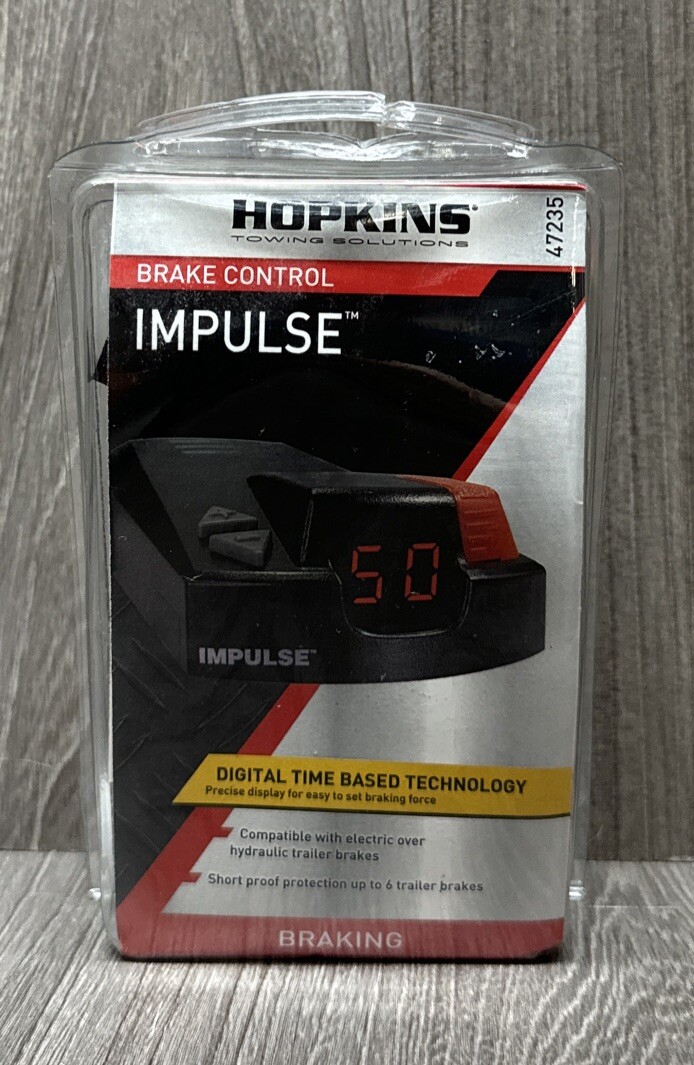 HOPKINS®
TOWING SOLUTIONS
47235
BRAKE CONTROL
IMPULSE™
50
IMPULSE™
DIGITAL TIME BASED TECHNOLOGY
Precise display for easy to set braking force
Compatible with electric over
hydraulic trailer brakes
Short proof protection up to 6 trailer brakes
BRAKING